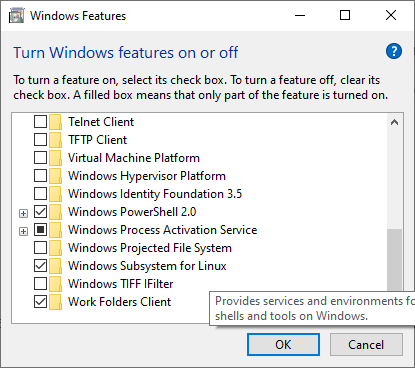 Windows Features
Turn Windows features on or off
?
To turn a feature on, select its check box. To turn a feature off, clear its
check box. A filled box means that only part of the feature is turned on.
Telnet Client
TFTP Client
Virtual Machine Platform
Windows Hypervisor Platform
Windows Identity Foundation 3.5
Windows PowerShell 2.0
Windows Process Activation Service
Windows Projected File System
Windows Subsystem for Linux
Windows TIFF IFilter
Work Folders Client
Provides services and environments fo
shells and tools on Windows.
OK
Cancel